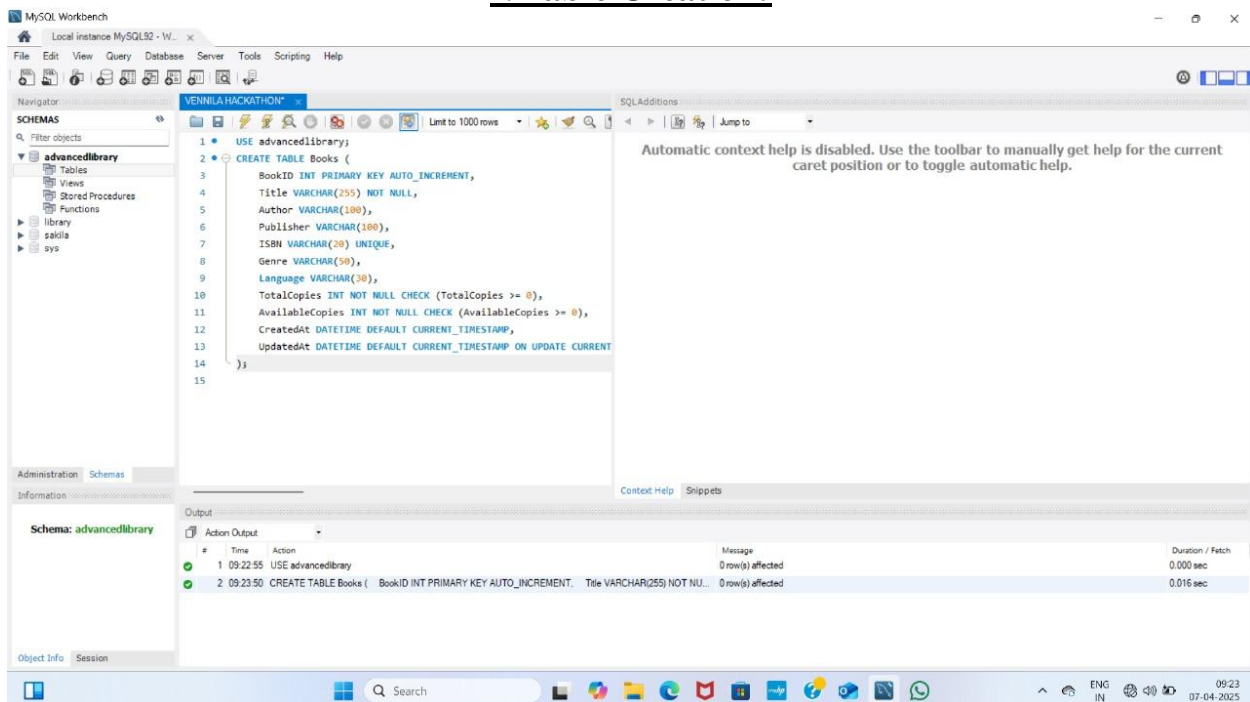 MySQL Workbench
Local instance MySQL92 - W...
File Edit View Query Database Server Tools Scripting Help
Navigator
SCHEMAS
Filter objects
advancedlibrary
Tables
Views
Stored Procedures
Functions
library
sakila
sys
Administration Schemas
Information
Schema: advancedlibrary
Object Info Session
VENNILA HACKATHON*
Limit to 1000 rows
1 USE advancedlibrary;
2 CREATE TABLE Books (
3 BookID INT PRIMARY KEY AUTO_INCREMENT,
4 Title VARCHAR(255) NOT NULL,
5 Author VARCHAR(100),
6 Publisher VARCHAR(100),
7 ISBN VARCHAR(20) UNIQUE,
8 Genre VARCHAR(50),
9 Language VARCHAR(30),
10 TotalCopies INT NOT NULL CHECK (TotalCopies >= 0),
11 AvailableCopies INT NOT NULL CHECK (AvailableCopies >= 0),
12 CreatedAt DATETIME DEFAULT CURRENT_TIMESTAMP,
13 UpdatedAt DATETIME DEFAULT CURRENT_TIMESTAMP ON UPDATE CURRENT
14 );
15
SQLAdditions
Jump to
Automatic context help is disabled. Use the toolbar to manually get help for the current
caret position or to toggle automatic help.
Context Help Snippets
Output
Action Output
# Time Action Message Duration / Fetch
1 09:22:55 USE advancedlibrary 0 row(s) affected 0.000 sec
2 09:23:50 CREATE TABLE Books ( BookID INT PRIMARY KEY AUTO_INCREMENT, Title VARCHAR(255) NOT NU... 0 row(s) affected 0.016 sec
Search
ENG
IN
09:23
07-04-2025